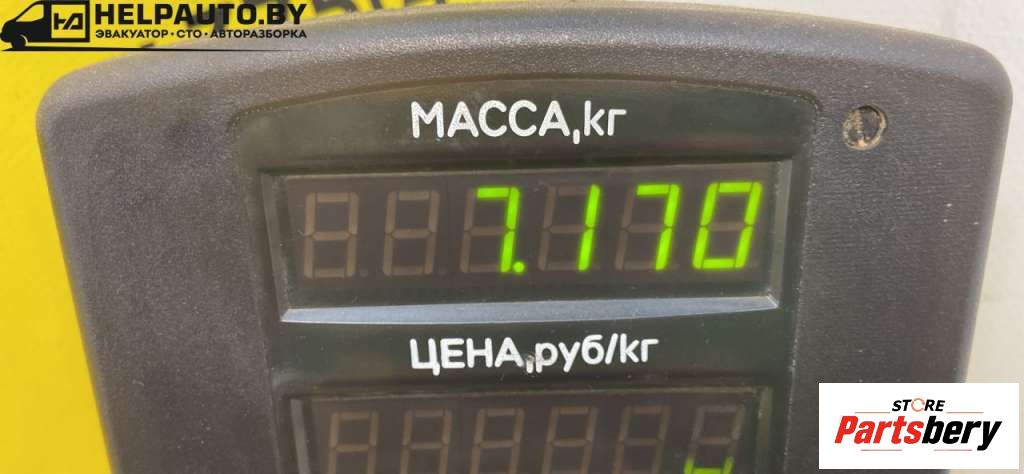 HELPAUTO.BY
ЭВАКУАТОР•СТО•АВТОРАЗБОРКА
МАССА,кг
7.170
ЦЕНА,руб/кг
STORE
Partsbery